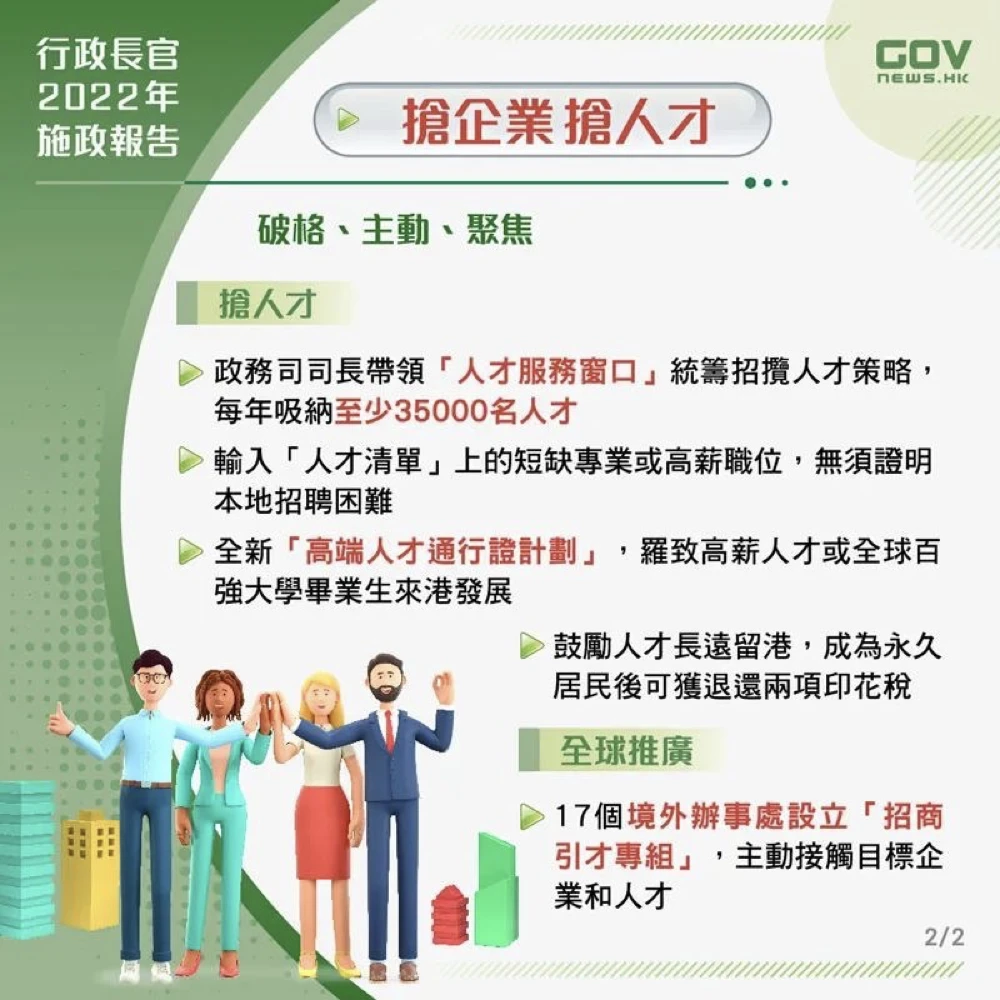 行政長官
2022年
施政報告
GOV
NEWS.HK
搶企業 搶人才
破格、主動、聚焦
搶人才
政務司司長帶領「人才服務窗口」統籌招攬人才策略，
每年吸納至少35000名人才
輸入「人才清單」上的短缺專業或高薪職位，無須證明
本地招聘困難
全新「高端人才通行證計劃」，羅致高薪人才或全球百
強大學畢業生來港發展
鼓勵人才長遠留港，成為永久
居民後可獲退還兩項印花稅
全球推廣
17個境外辦事處設立「招商
引才專組」，主動接觸目標企
業和人才
2/2